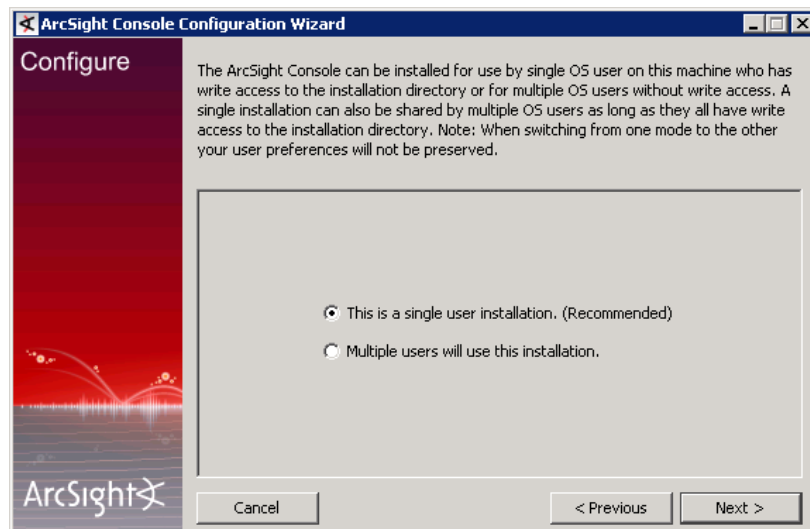 ArcSight Console Configuration Wizard
Configure
The ArcSight Console can be installed for use by single OS user on this machine who has
write access to the installation directory or for multiple OS users without write access. A
single installation can also be shared by multiple OS users as long as they all have write
access to the installation directory. Note: When switching from one mode to the other
your user preferences will not be preserved.
This is a single user installation. (Recommended)
Multiple users will use this installation.
ArcSight
Cancel
< Previous
Next >